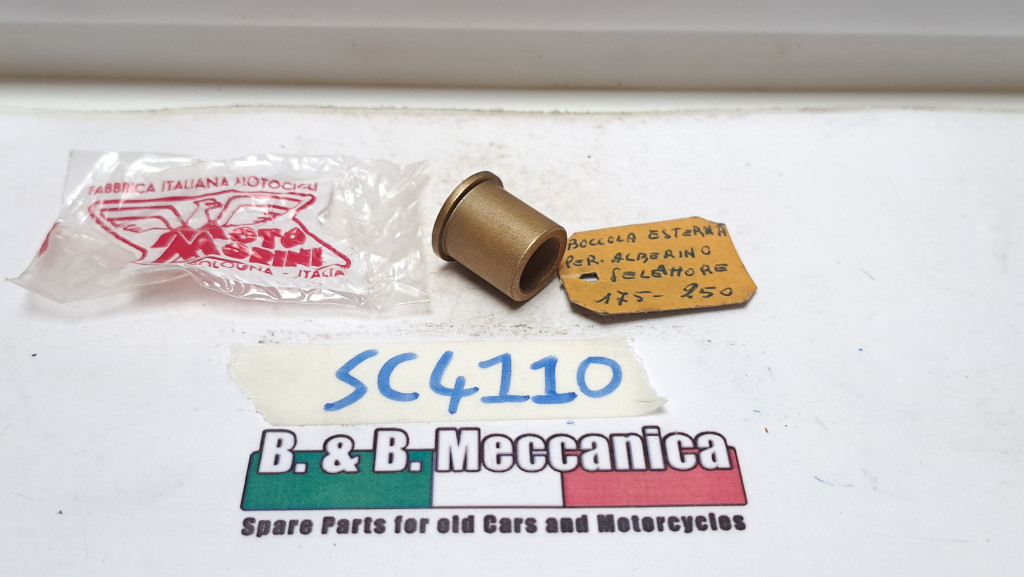 FABBRICA ITALIANA MOTOCICLI
MOTO
MORINI
BOLOGNA - ITALIA
BOCCOLA ESTERNA
PER. ALBERINO
SELETTORE
175 - 250
SC4110
B. & B. Meccanica
Spare Parts for old Cars and Motorcycles